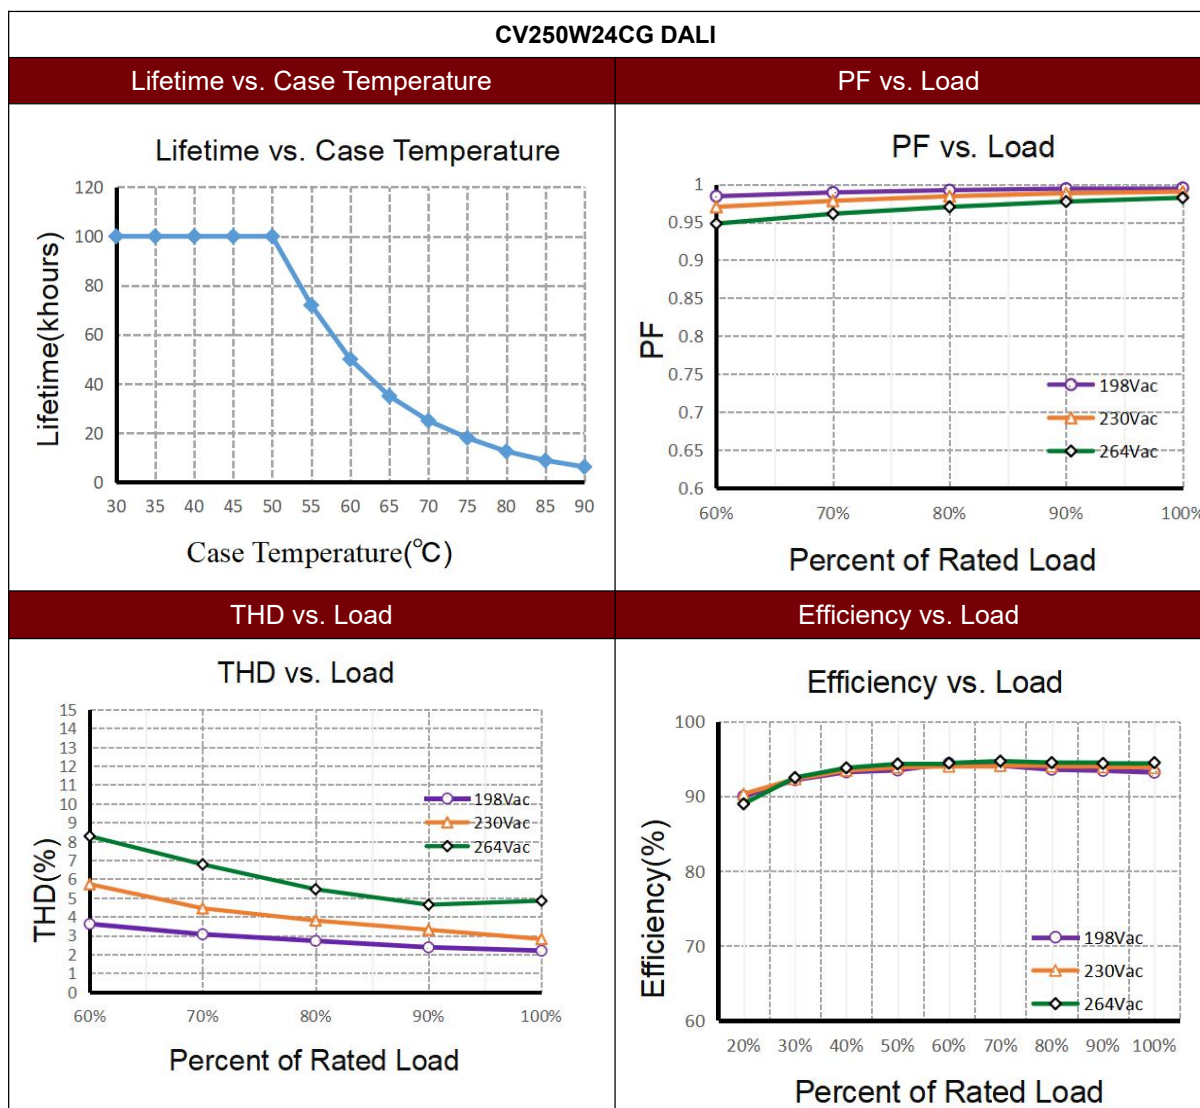 CV250W24CG DALI
Lifetime vs. Case Temperature
PF vs. Load
Lifetime vs. Case Temperature
Lifetime(khours)
120
100
80
60
40
20
0
30 35 40 45 50 55 60 65 70 75 80 85 90
Case Temperature(℃)
PF vs. Load
PF
1
0.95
0.9
0.85
0.8
0.75
0.7
0.65
0.6
198Vac
230Vac
264Vac
60% 70% 80% 90% 100%
Percent of Rated Load
THD vs. Load
Efficiency vs. Load
THD vs. Load
THD(%)
15
14
13
12
11
10
9
8
7
6
5
4
3
2
1
0
198Vac
230Vac
264Vac
60% 70% 80% 90% 100%
Percent of Rated Load
Efficiency vs. Load
Efficiency(%)
100
90
80
70
60
198Vac
230Vac
264Vac
20% 30% 40% 50% 60% 70% 80% 90% 100%
Percent of Rated Load